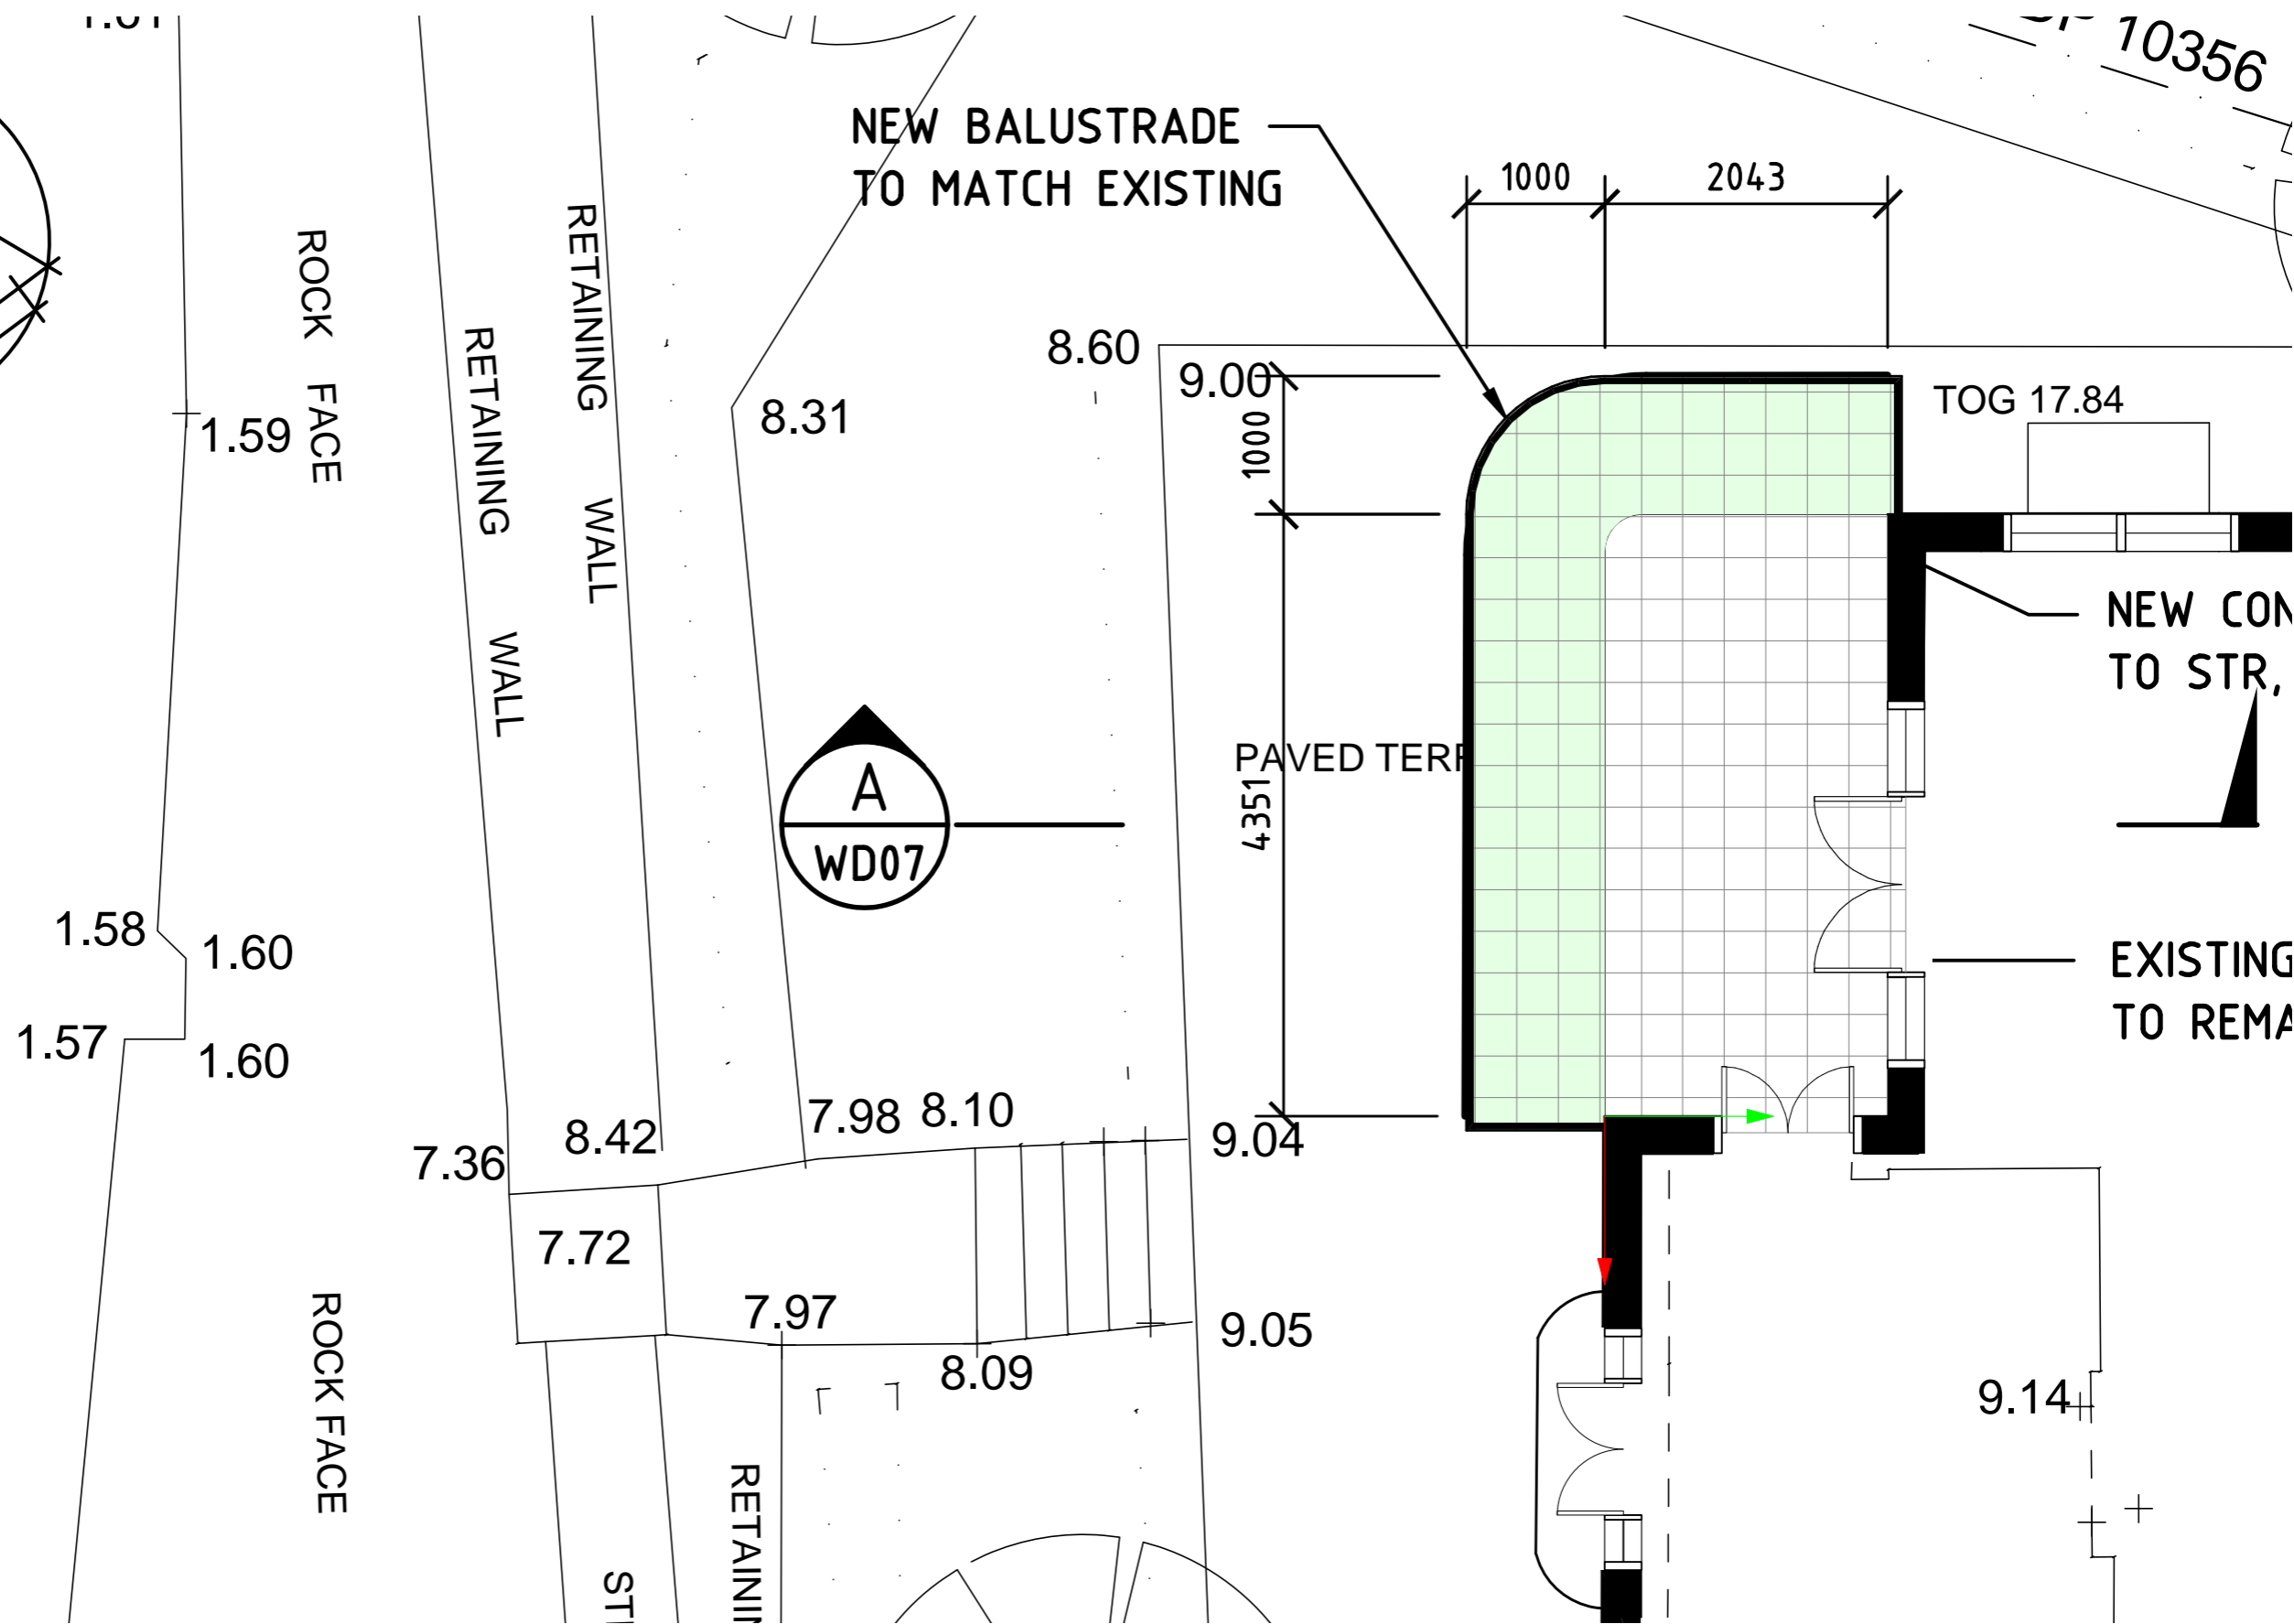 10356
NEW BALUSTRADE
TO MATCH EXISTING
1000
2043
ROCK FACE
RETAINING WALL
RETAINING WALL
8.60
9.00
TOG 17.84
1.59
8.31
1000
NEW CON
TO STR,
PAVED TERR
4351
A
WD07
1.58
1.60
EXISTING
TO REMA
1.57
1.60
8.42
7.98
8.10
7.36
9.04
7.72
7.97
9.05
8.09
9.14
ROCK FACE
RETAININ